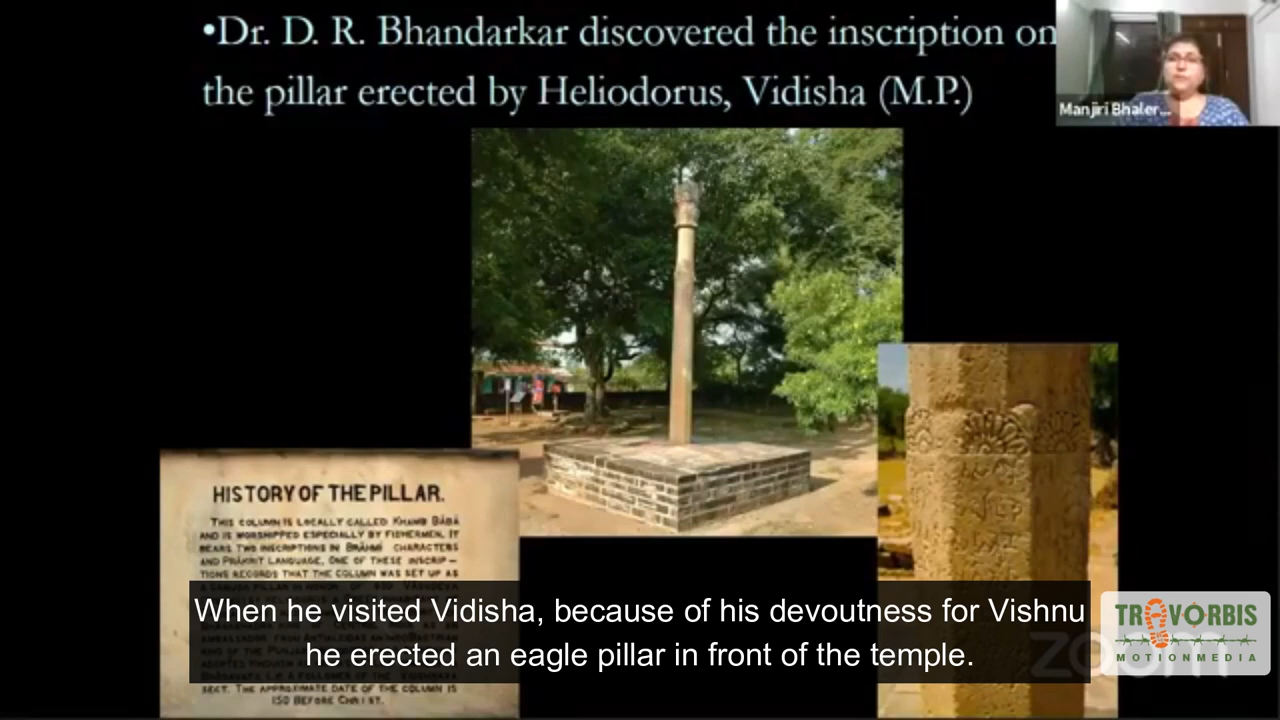 •Dr. D. R. Bhandarkar discovered the inscription on
the pillar erected by Heliodorus, Vidisha (M.P.)
Manjiri Bhaler...
HISTORY OF THE PILLAR.
THIS COLUMN IS LOCALLY CALLED KHAMB BÂBÂ
AND IS WORSHIPPED ESPECIALLY BY FISHERMEN. IT
BEARS TWO INSCRIPTIONS IN BRÂHMÎ CHARACTERS
AND PRÂKRIT LANGUAGE, ONE OF THESE INSCRIP–
TIONS RECORDS THAT THE COLUMN WAS SET UP AS
SECT. THE APPROXIMATE DATE OF THE COLUMN IS
150 BEFORE CHRIST.
When he visited Vidisha, because of his devoutness for Vishnu
he erected an eagle pillar in front of the temple.
zoom
TRAVORBIS
MOTIONMEDIA